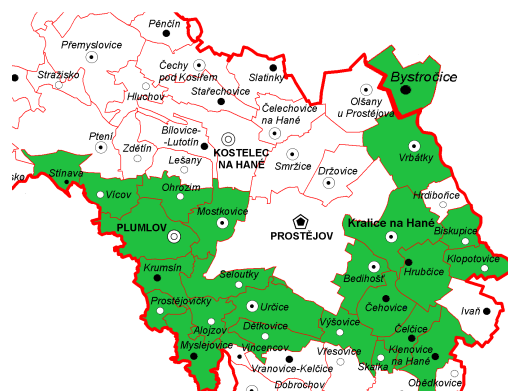 Pěnčín
Přemyslovice
Stražisko
Čechy
pod Kosířem
Slatinky
Bystročice
Hluchov
Stařechovice
Olšany
u Prostějova
Čelechovice
na Hané
Ptení
Zdětín
Bílovice-
-Lutotín
KOSTELEC
NA HANÉ
Lešany
Smržice
Držovice
Vrbátky
Stínava
Vícov
Ohrozim
Mostkovice
Hrdibořice
PLUMLOV
PROSTĚJOV
Kralice na Hané
Biskupice
Klopotovice
Krumsín
Seloutky
Bedihošť
Hrubčice
Prostějovičky
Určice
Čehovice
Ivaň
Alojzov
Dětkovice
Výšovice
Čelčice
Myslejovice
Vincencov
Vřesovice
Skalka
Klenovice
na Hané
Vranovice-Kelčice
Dobrochov
Obědkovice